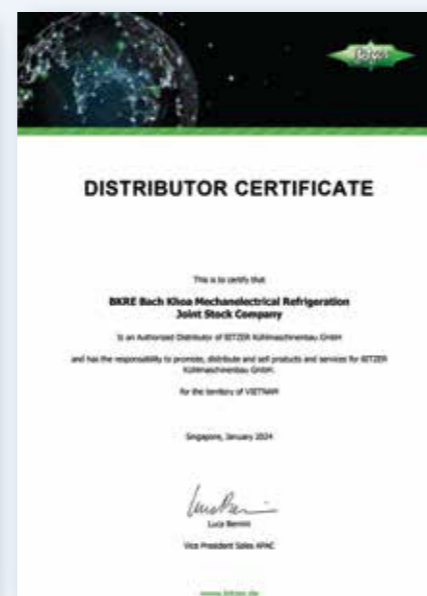 Bitzer
DISTRIBUTOR CERTIFICATE
This is to certify that
BKRE Bach Khoa Mechanelectrical Refrigeration
Joint Stock Company
is an Authorized Distributor of BITZER Kühlmaschinenbau GmbH
and has the responsibility to promote, distribute and sell products and services for BITZER
Kühlmaschinenbau GmbH.
for the territory of VIETNAM
Singapore, January 2024
Luca Bernini
Vice President Sales APAC
www.bitzer.de